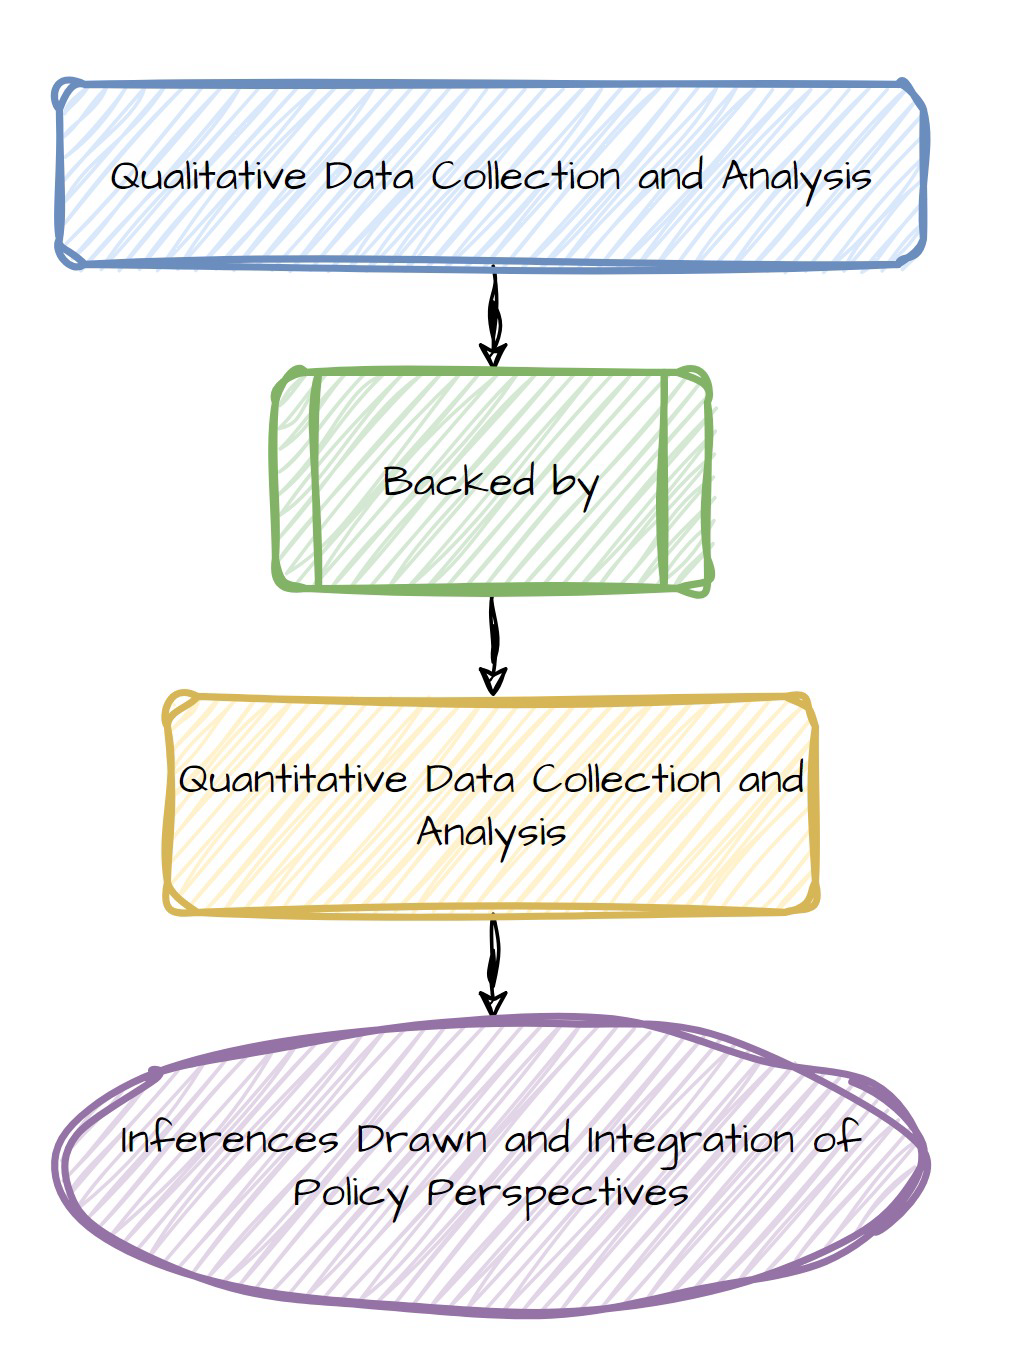 Qualitative Data Collection and Analysis
Backed by
Quantitative Data Collection and
Analysis
Inferences Drawn and Integration of
Policy Perspectives